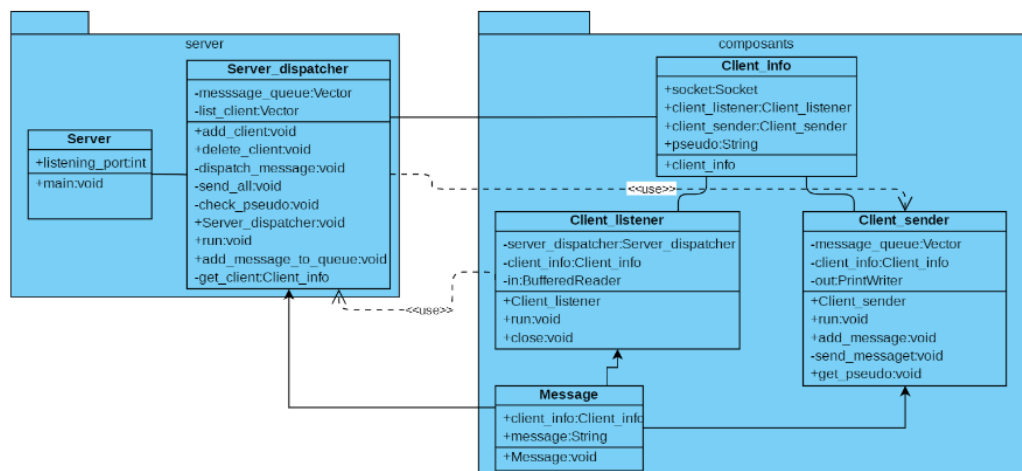 server
Server_dispatcher
-messsage_queue:Vector
-list_client:Vector
+add_client:void
+delete_client:void
-dispatch_message:void
-send_all:void
-check_pseudo:void
+Server_dispatcher:void
+run:void
+add_message_to_queue:void
-get_client:Client_info
Server
+listening_port:int
+main:void
composants
Client_Info
+socket:Socket
+client_listener:Client_listener
+client_sender:Client_sender
+pseudo:String
+client_info
<<use>>
Client_listener
-server_dispatcher:Server_dispatcher
-client_info:Client_info
-in:BufferedReader
+Client_listener
+run:void
+close:void
<<use>>
Client_sender
-message_queue:Vector
-client_info:Client_info
-out:PrintWriter
+Client_sender
+run:void
+add_message:void
-send_messaget:void
+get_pseudo:void
Message
+client_info:Client_info
+message:String
+Message:void